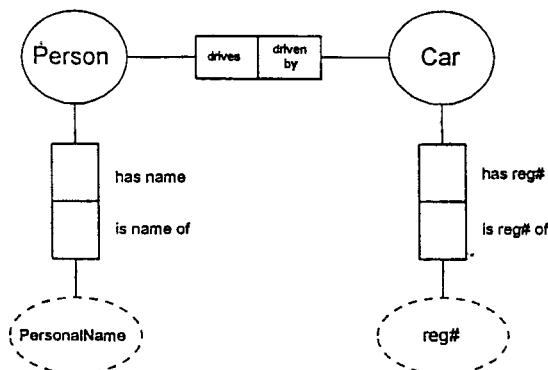 Person
drives
driven
by
Car
has name
is name of
has reg#
is reg# of
PersonalName
reg#